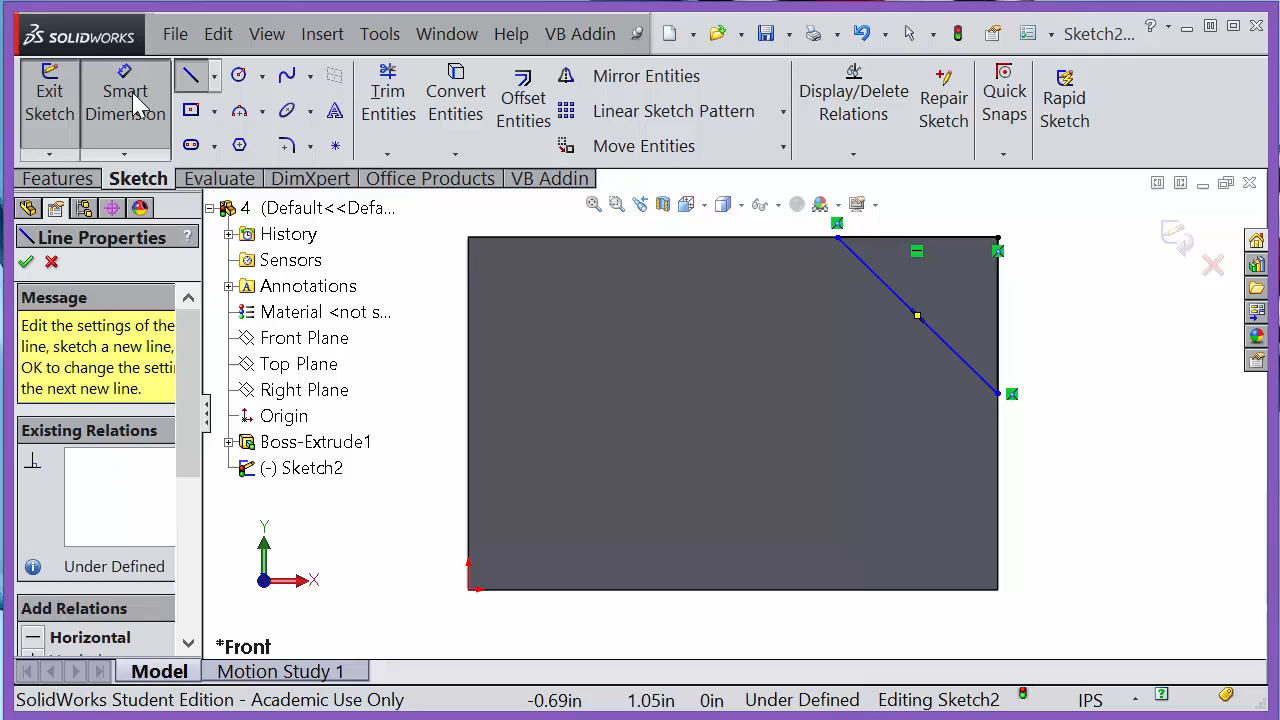 SOLIDWORKS File Edit View Insert Tools Window Help VB Addin Sketch2...
Exit Sketch
Smart Dimension
Trim Entities
Convert Entities
Offset Entities
Mirror Entities
Linear Sketch Pattern
Move Entities
Display/Delete Relations
Repair Sketch
Quick Snaps
Rapid Sketch
Features Sketch Evaluate DimXpert Office Products VB Addin
Line Properties ?
Message
Edit the settings of the
line, sketch a new line,
OK to change the setti
the next new line.
Existing Relations
Under Defined
Add Relations
Horizontal
4 (Default<<Defa...
History
Sensors
Annotations
Material <not s...
Front Plane
Top Plane
Right Plane
Origin
Boss-Extrude1
(-) Sketch2
Y
X
*Front
Model Motion Study 1
SolidWorks Student Edition - Academic Use Only -0.69in 1.05in 0in Under Defined Editing Sketch2 IPS